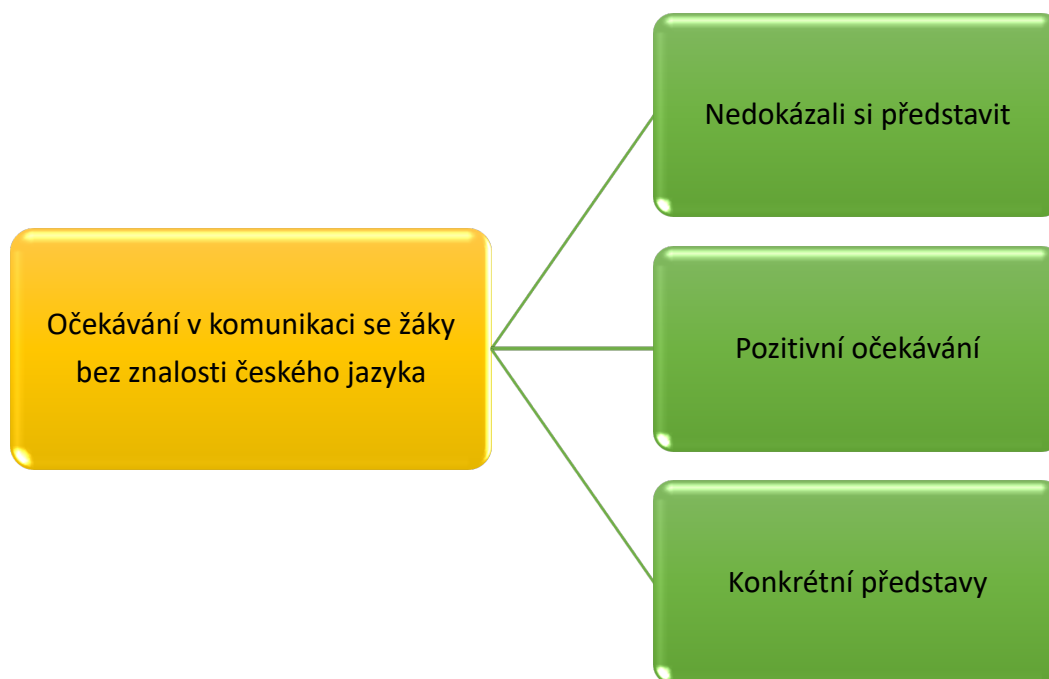 Nedokázali si představit
Očekávání v komunikaci se žáky
bez znalosti českého jazyka
Pozitivní očekávání
Konkrétní představy